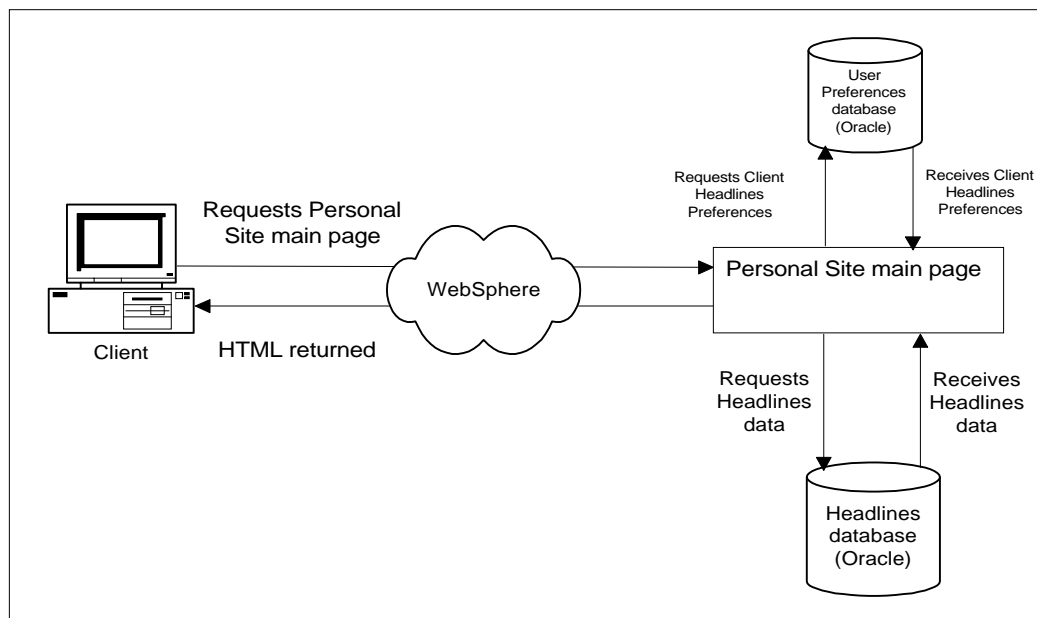 User
Preferences
database
(Oracle)
Requests Client
Headlines
Preferences
Receives Client
Headlines
Preferences
Requests Personal
Site main page
WebSphere
Personal Site main page
Client
HTML returned
Requests
Headlines
data
Receives
Headlines
data
Headlines
database
(Oracle)